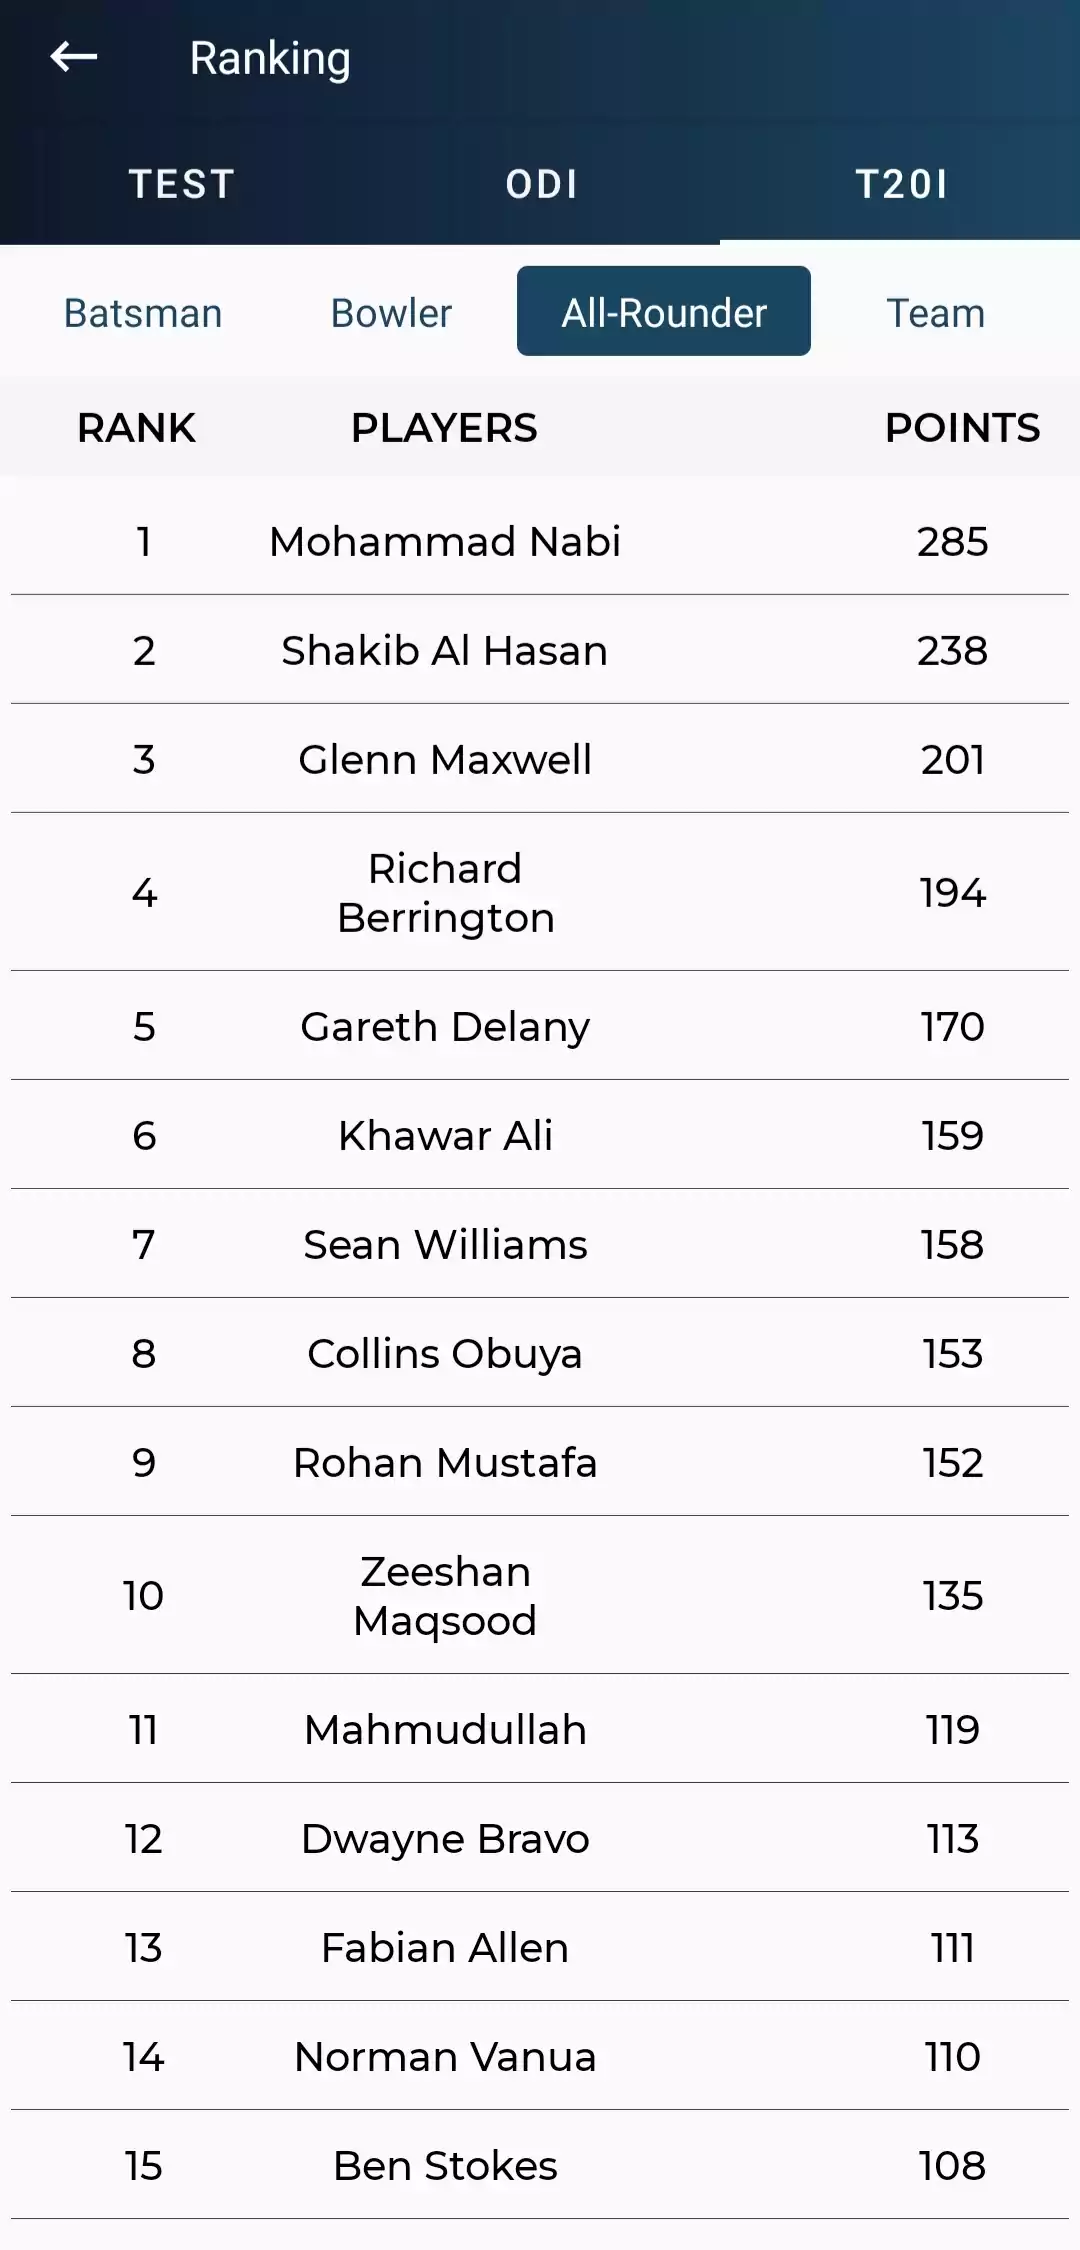 Ranking
TEST ODI T20I
Batsman Bowler All-Rounder Team
RANK PLAYERS POINTS
1 Mohammad Nabi 285
2 Shakib Al Hasan 238
3 Glenn Maxwell 201
4 Richard Berrington 194
5 Gareth Delany 170
6 Khawar Ali 159
7 Sean Williams 158
8 Collins Obuya 153
9 Rohan Mustafa 152
10 Zeeshan Maqsood 135
11 Mahmudullah 119
12 Dwayne Bravo 113
13 Fabian Allen 111
14 Norman Vanua 110
15 Ben Stokes 108